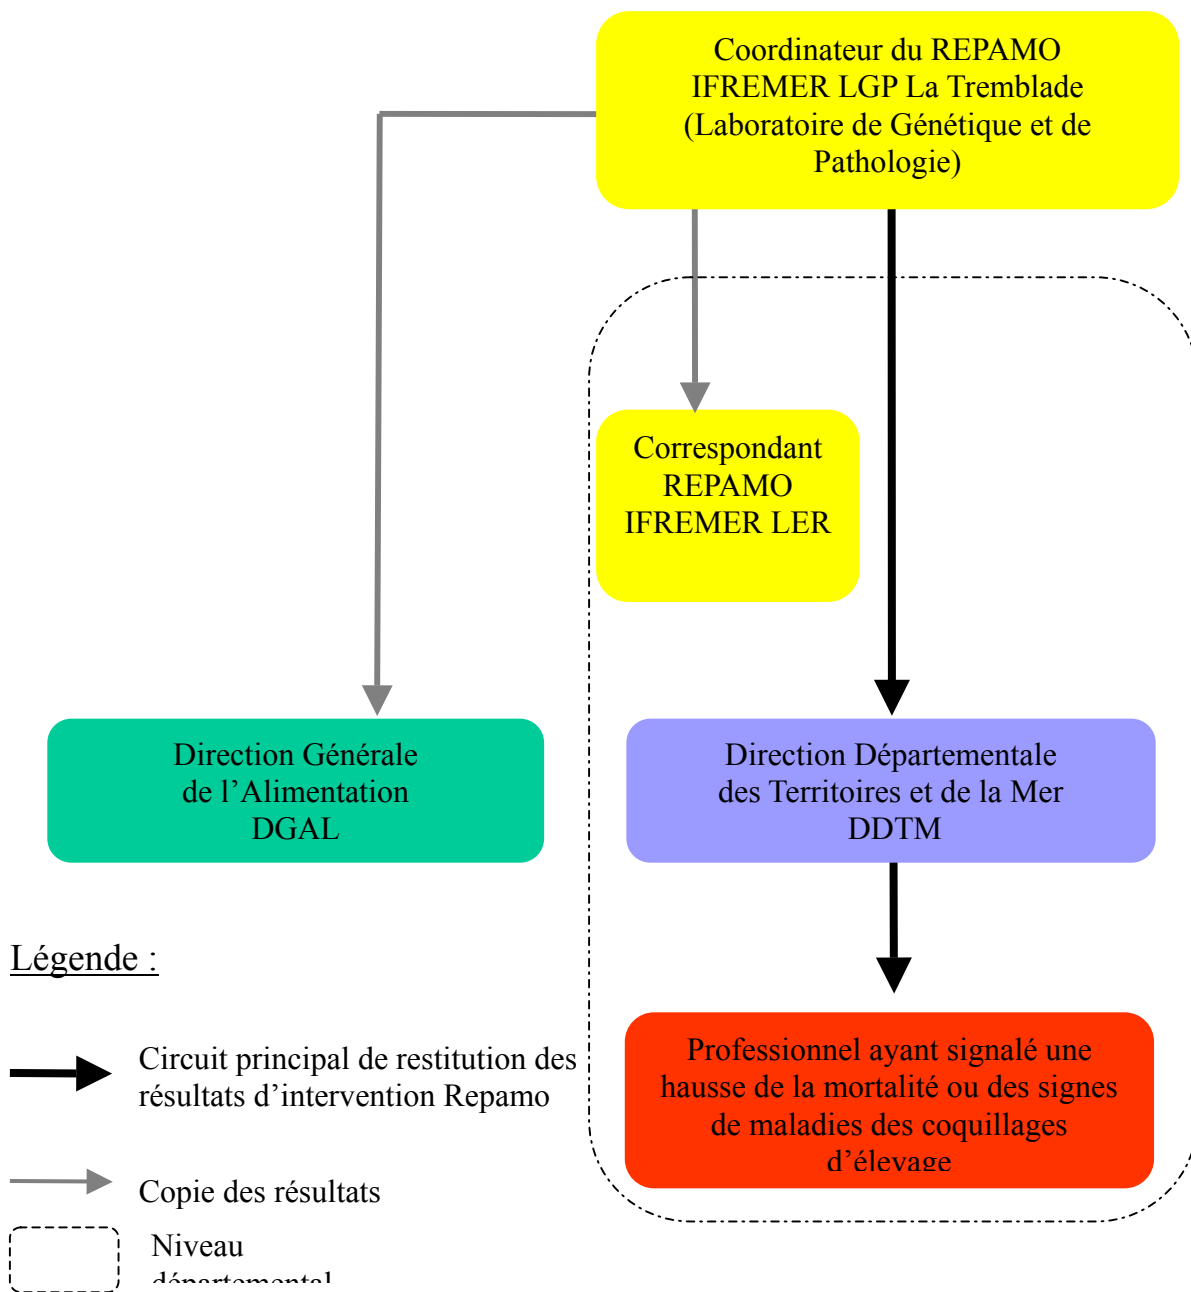 Coordinateur du REPAMO
IFREMER LGP La Tremblade
(Laboratoire de Génétique et de
Pathologie)
Correspondant
REPAMO
IFREMER LER
Direction Générale
de l’Alimentation
DGAL
Direction Départementale
des Territoires et de la Mer
DDTM
Professionnel ayant signalé une
hausse de la mortalité ou des signes
de maladies des coquillages
d’élevage
Légende :
Circuit principal de restitution des
résultats d’intervention Repamo
Copie des résultats
Niveau
départemental